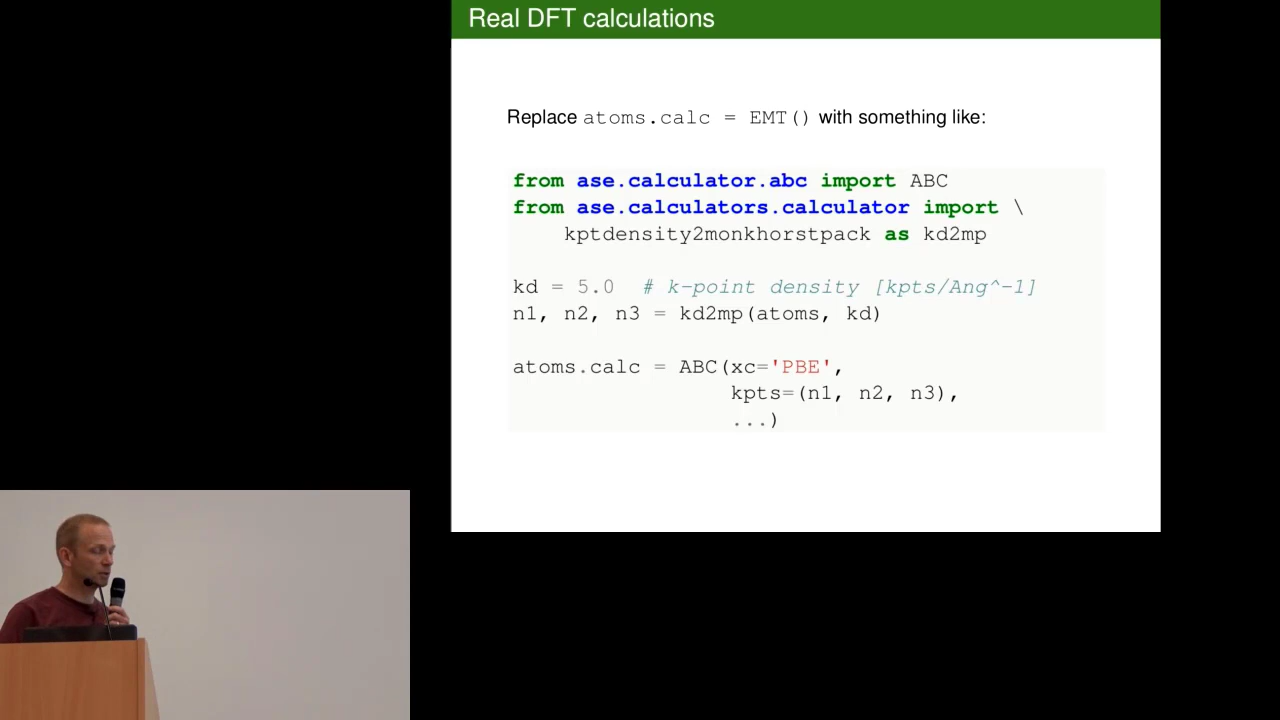 Real DFT calculations
Replace atoms.calc = EMT() with something like:
from ase.calculator.abc import ABC
from ase.calculators.calculator import \
kptdensity2monkhorstpack as kd2mp
kd = 5.0 # k-point density [kpts/Ang^-1]
n1, n2, n3 = kd2mp(atoms, kd)
atoms.calc = ABC(xc='PBE',
kpts=(n1, n2, n3),
...)